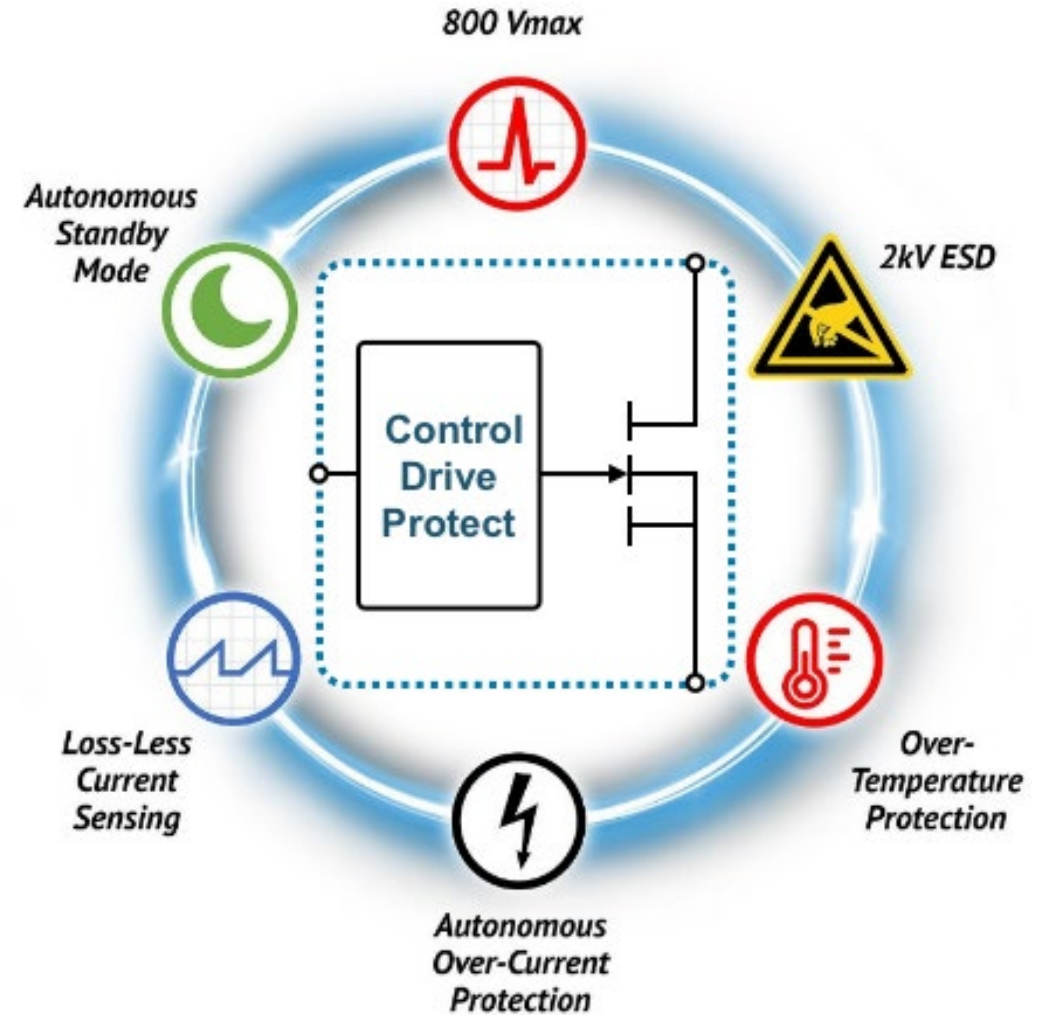 800 Vmax
Autonomous
Standby
Mode
2kV ESD
Control
Drive
Protect
Loss-Less
Current
Sensing
Over-
Temperature
Protection
Autonomous
Over-Current
Protection